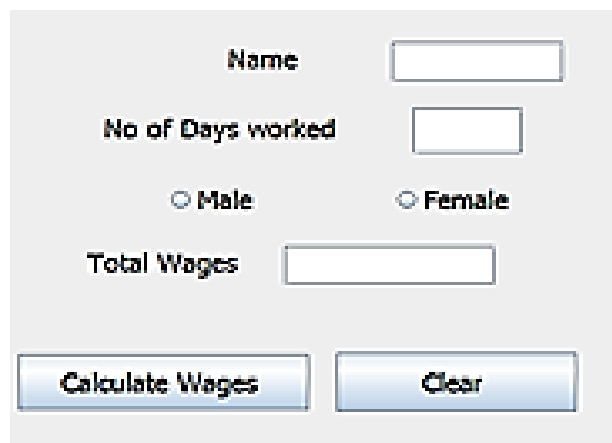 Name
No of Days worked
Male Female
Total Wages
Calculate Wages Clear